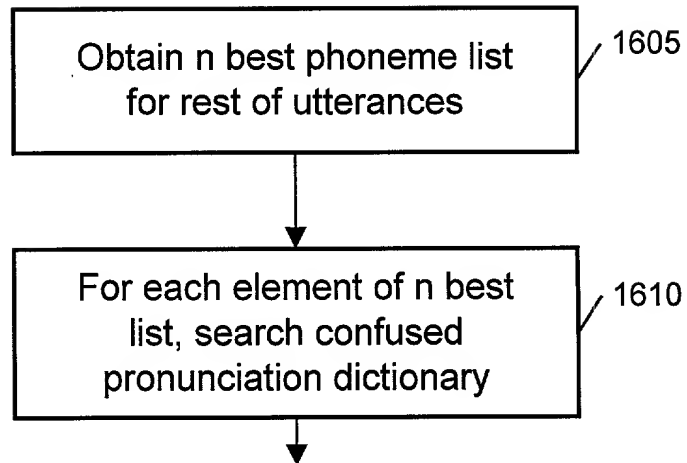 Obtain n best phoneme list
for rest of utterances
1605
For each element of n best
list, search confused
pronunciation dictionary
1610